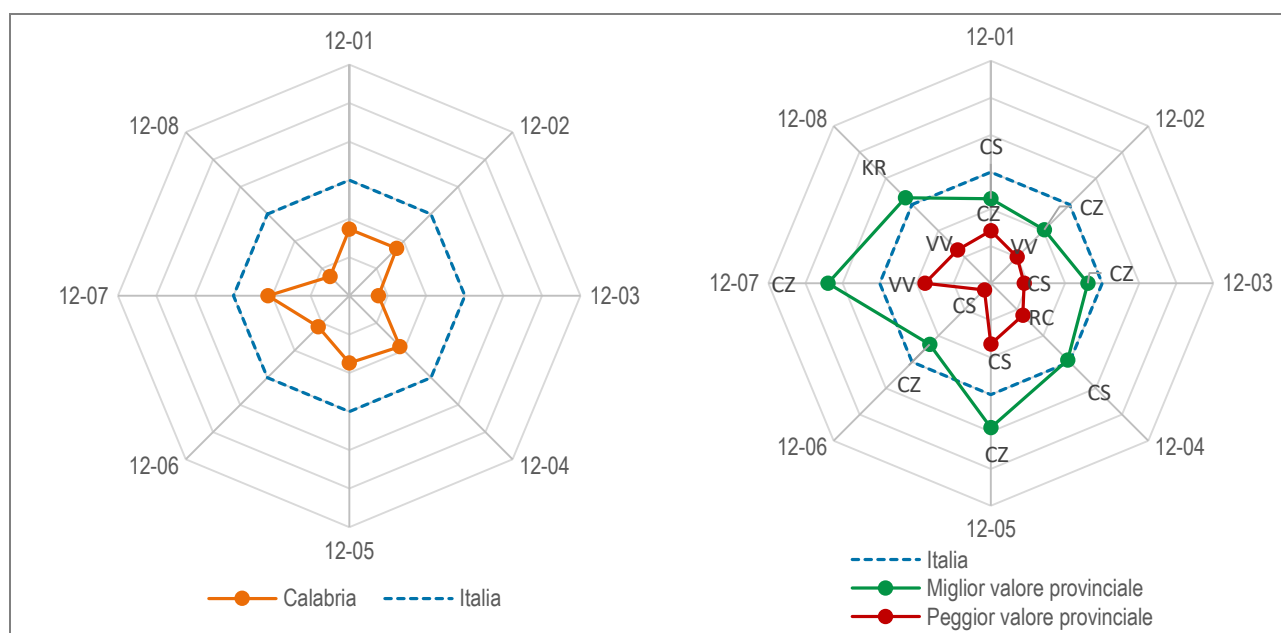 12-01
12-08
12-02
12-07
12-03
12-06
12-04
12-05
Calabria
Italia
12-01
12-08
12-02
CS
KR
CZ
CZ
VV
VV
CZ
12-07
CZ
VV
CS
12-03
CS
RC
CS
CZ
CS
12-06
CZ
12-04
12-05
Italia
Miglior valore provinciale
Peggior valore provinciale